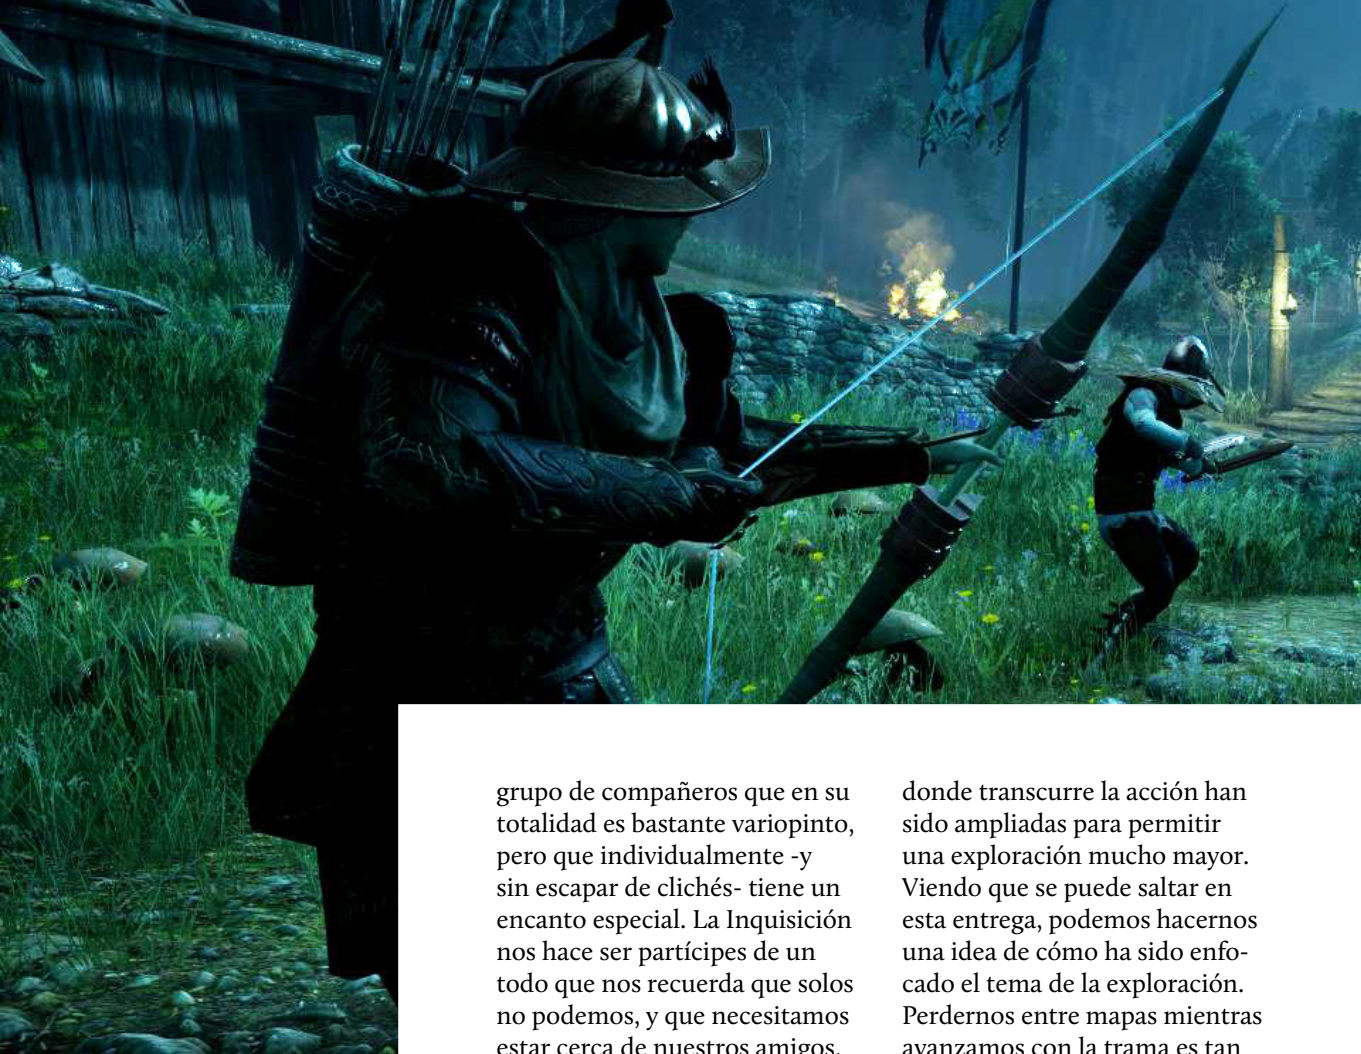 grupo de compañeros que en su
totalidad es bastante variopinto,
pero que individualmente -y
sin escapar de clichés- tiene un
encanto especial. La Inquisición
nos hace ser partícipes de un
todo que nos recuerda que solos
no podemos, y que necesitamos
estar cerca de nuestros amigos.
donde transcurre la acción han
sido ampliadas para permitir
una exploración mucho mayor.
Viendo que se puede saltar en
esta entrega, podemos hacernos
una idea de cómo ha sido enfo-
cado el tema de la exploración.
Perdernos entre mapas mientras
avanzamos con la trama es tan